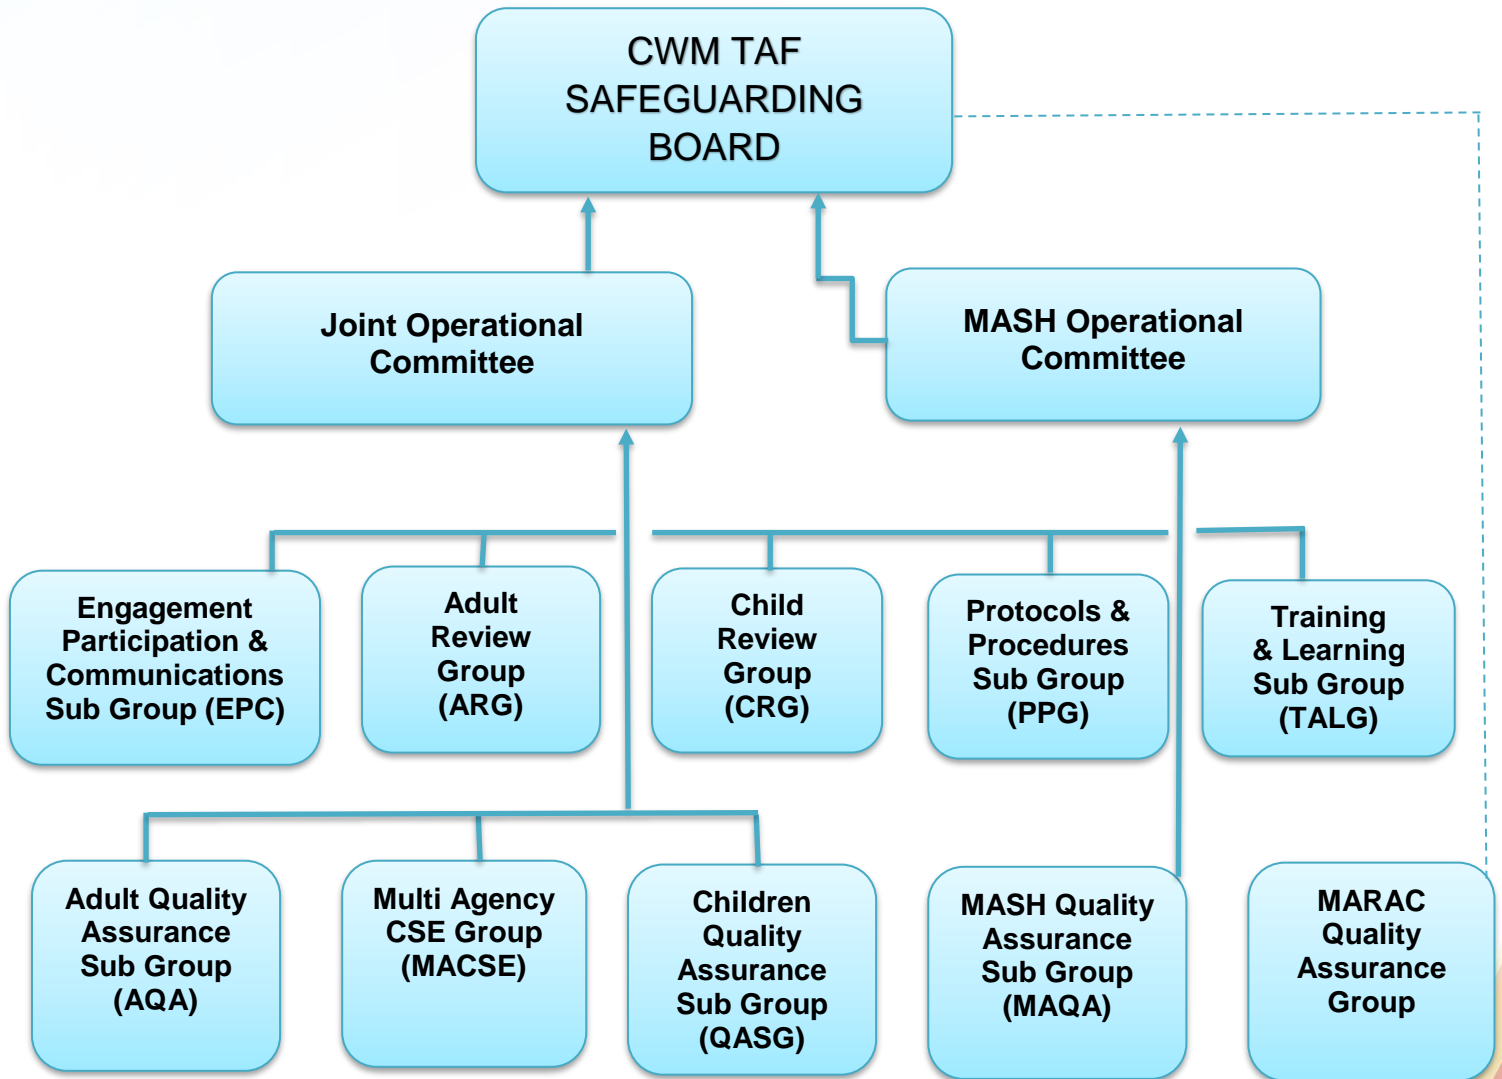 CWM TAF
SAFEGUARDING
BOARD
Joint Operational
Committee
MASH Operational
Committee
Engagement
Participation &
Communications
Sub Group (EPC)
Adult
Review
Group
(ARG)
Child
Review
Group
(CRG)
Protocols &
Procedures
Sub Group
(PPG)
Training
& Learning
Sub Group
(TALG)
Adult Quality
Assurance
Sub Group
(AQA)
Multi Agency
CSE Group
(MACSE)
Children
Quality
Assurance
Sub Group
(QASG)
MASH Quality
Assurance
Sub Group
(MAQA)
MARAC
Quality
Assurance
Group